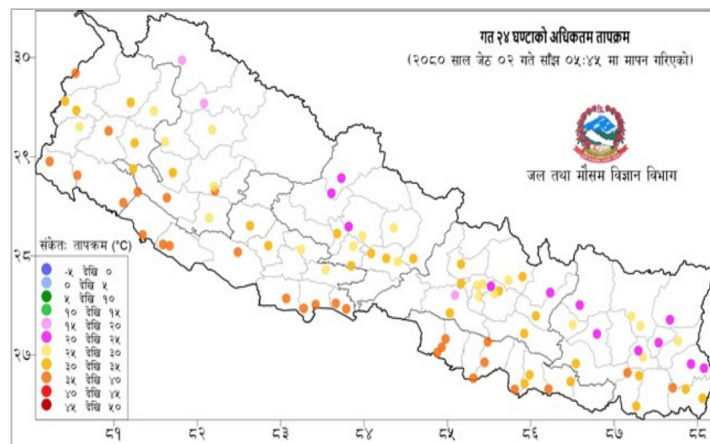 गत २४ घण्टाको अधिकतम तापक्रम
(२०८० साल जेठ ०२ गते साँझ ०५:४५ मा मापन गरिएको)
जल तथा मौसम विज्ञान विभाग
संकेतः तापक्रम (°C)
-५ देखि ०
० देखि ५
५ देखि १०
१० देखि १५
१५ देखि २०
२० देखि २५
२५ देखि ३०
३० देखि ३५
३५ देखि ४०
४० देखि ४५
४५ देखि ५०
३०
२९
२८
२७
८१ ८२ ८३ ८४ ८५ ८६ ८७ ८८